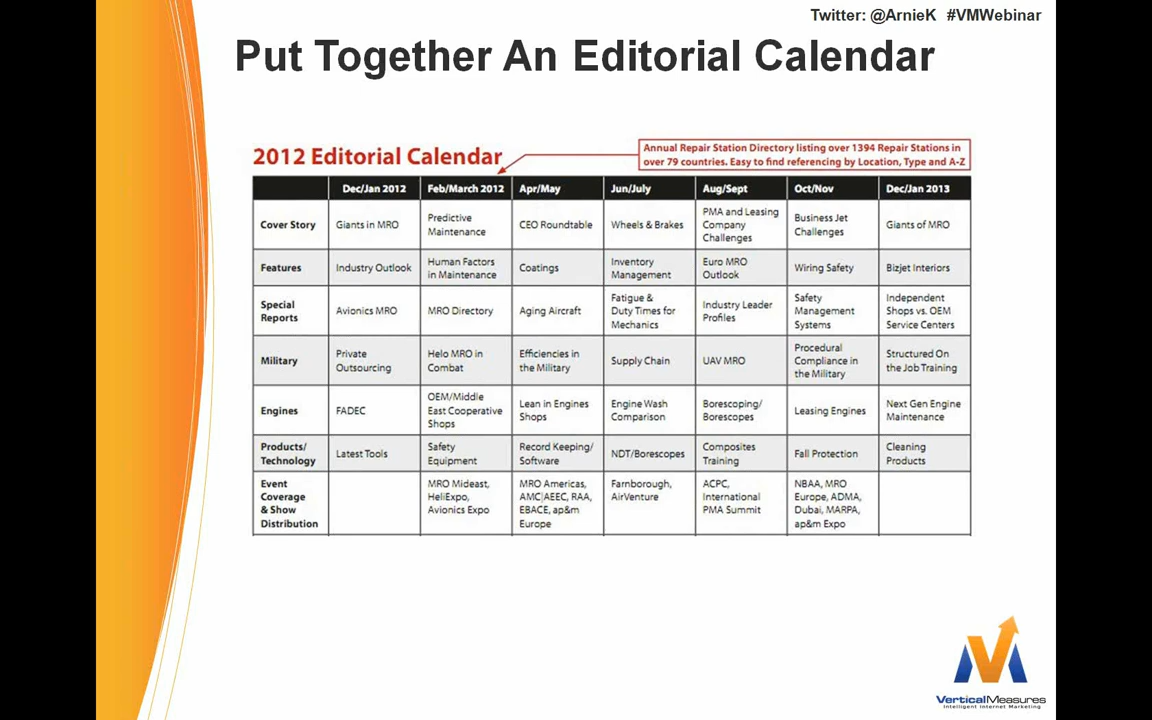 Twitter: @ArnieK #VMWebinar
Put Together An Editorial Calendar
2012 Editorial Calendar
Annual Repair Station Directory listing over 1394 Repair Stations in
over 79 countries. Easy to find referencing by Location, Type and A-Z
Dec/Jan 2012 Feb/March 2012 Apr/May Jun/July Aug/Sept Oct/Nov Dec/Jan 2013
Cover Story
Giants in MRO
Predictive
Maintenance
CEO Roundtable
Wheels & Brakes
PMA and Leasing
Company
Challenges
Business Jet
Challenges
Giants of MRO
Features
Industry Outlook
Human Factors
in Maintenance
Coatings
Inventory
Management
Euro MRO
Outlook
Wiring Safety
Bizjet Interiors
Special
Reports
Avionics MRO
MRO Directory
Aging Aircraft
Fatigue &
Duty Times for
Mechanics
Industry Leader
Profiles
Safety
Management
Systems
Independent
Shops vs. OEM
Service Centers
Military
Private
Outsourcing
Helo MRO in
Combat
Efficiencies in
the Military
Supply Chain
UAV MRO
Procedural
Compliance in
the Military
Structured On
the Job Training
Engines
FADEC
OEM/Middle
East Cooperative
Shops
Lean in Engines
Shops
Engine Wash
Comparison
Borescoping/
Borescopes
Leasing Engines
Next Gen Engine
Maintenance
Products/
Technology
Latest Tools
Safety
Equipment
Record Keeping/
Software
NDT/Borescopes
Composites
Training
Fall Protection
Cleaning
Products
Event
Coverage
& Show
Distribution
MRO Mideast,
HeliExpo,
Avionics Expo
MRO Americas,
AMC|AEEC, RAA,
EBACE, ap&m
Europe
Farnborough,
AirVenture
ACPC,
International
PMA Summit
NBAA, MRO
Europe, ADMA,
Dubai, MARPA,
ap&m Expo
VerticalMeasures
Intelligent Internet Marketing